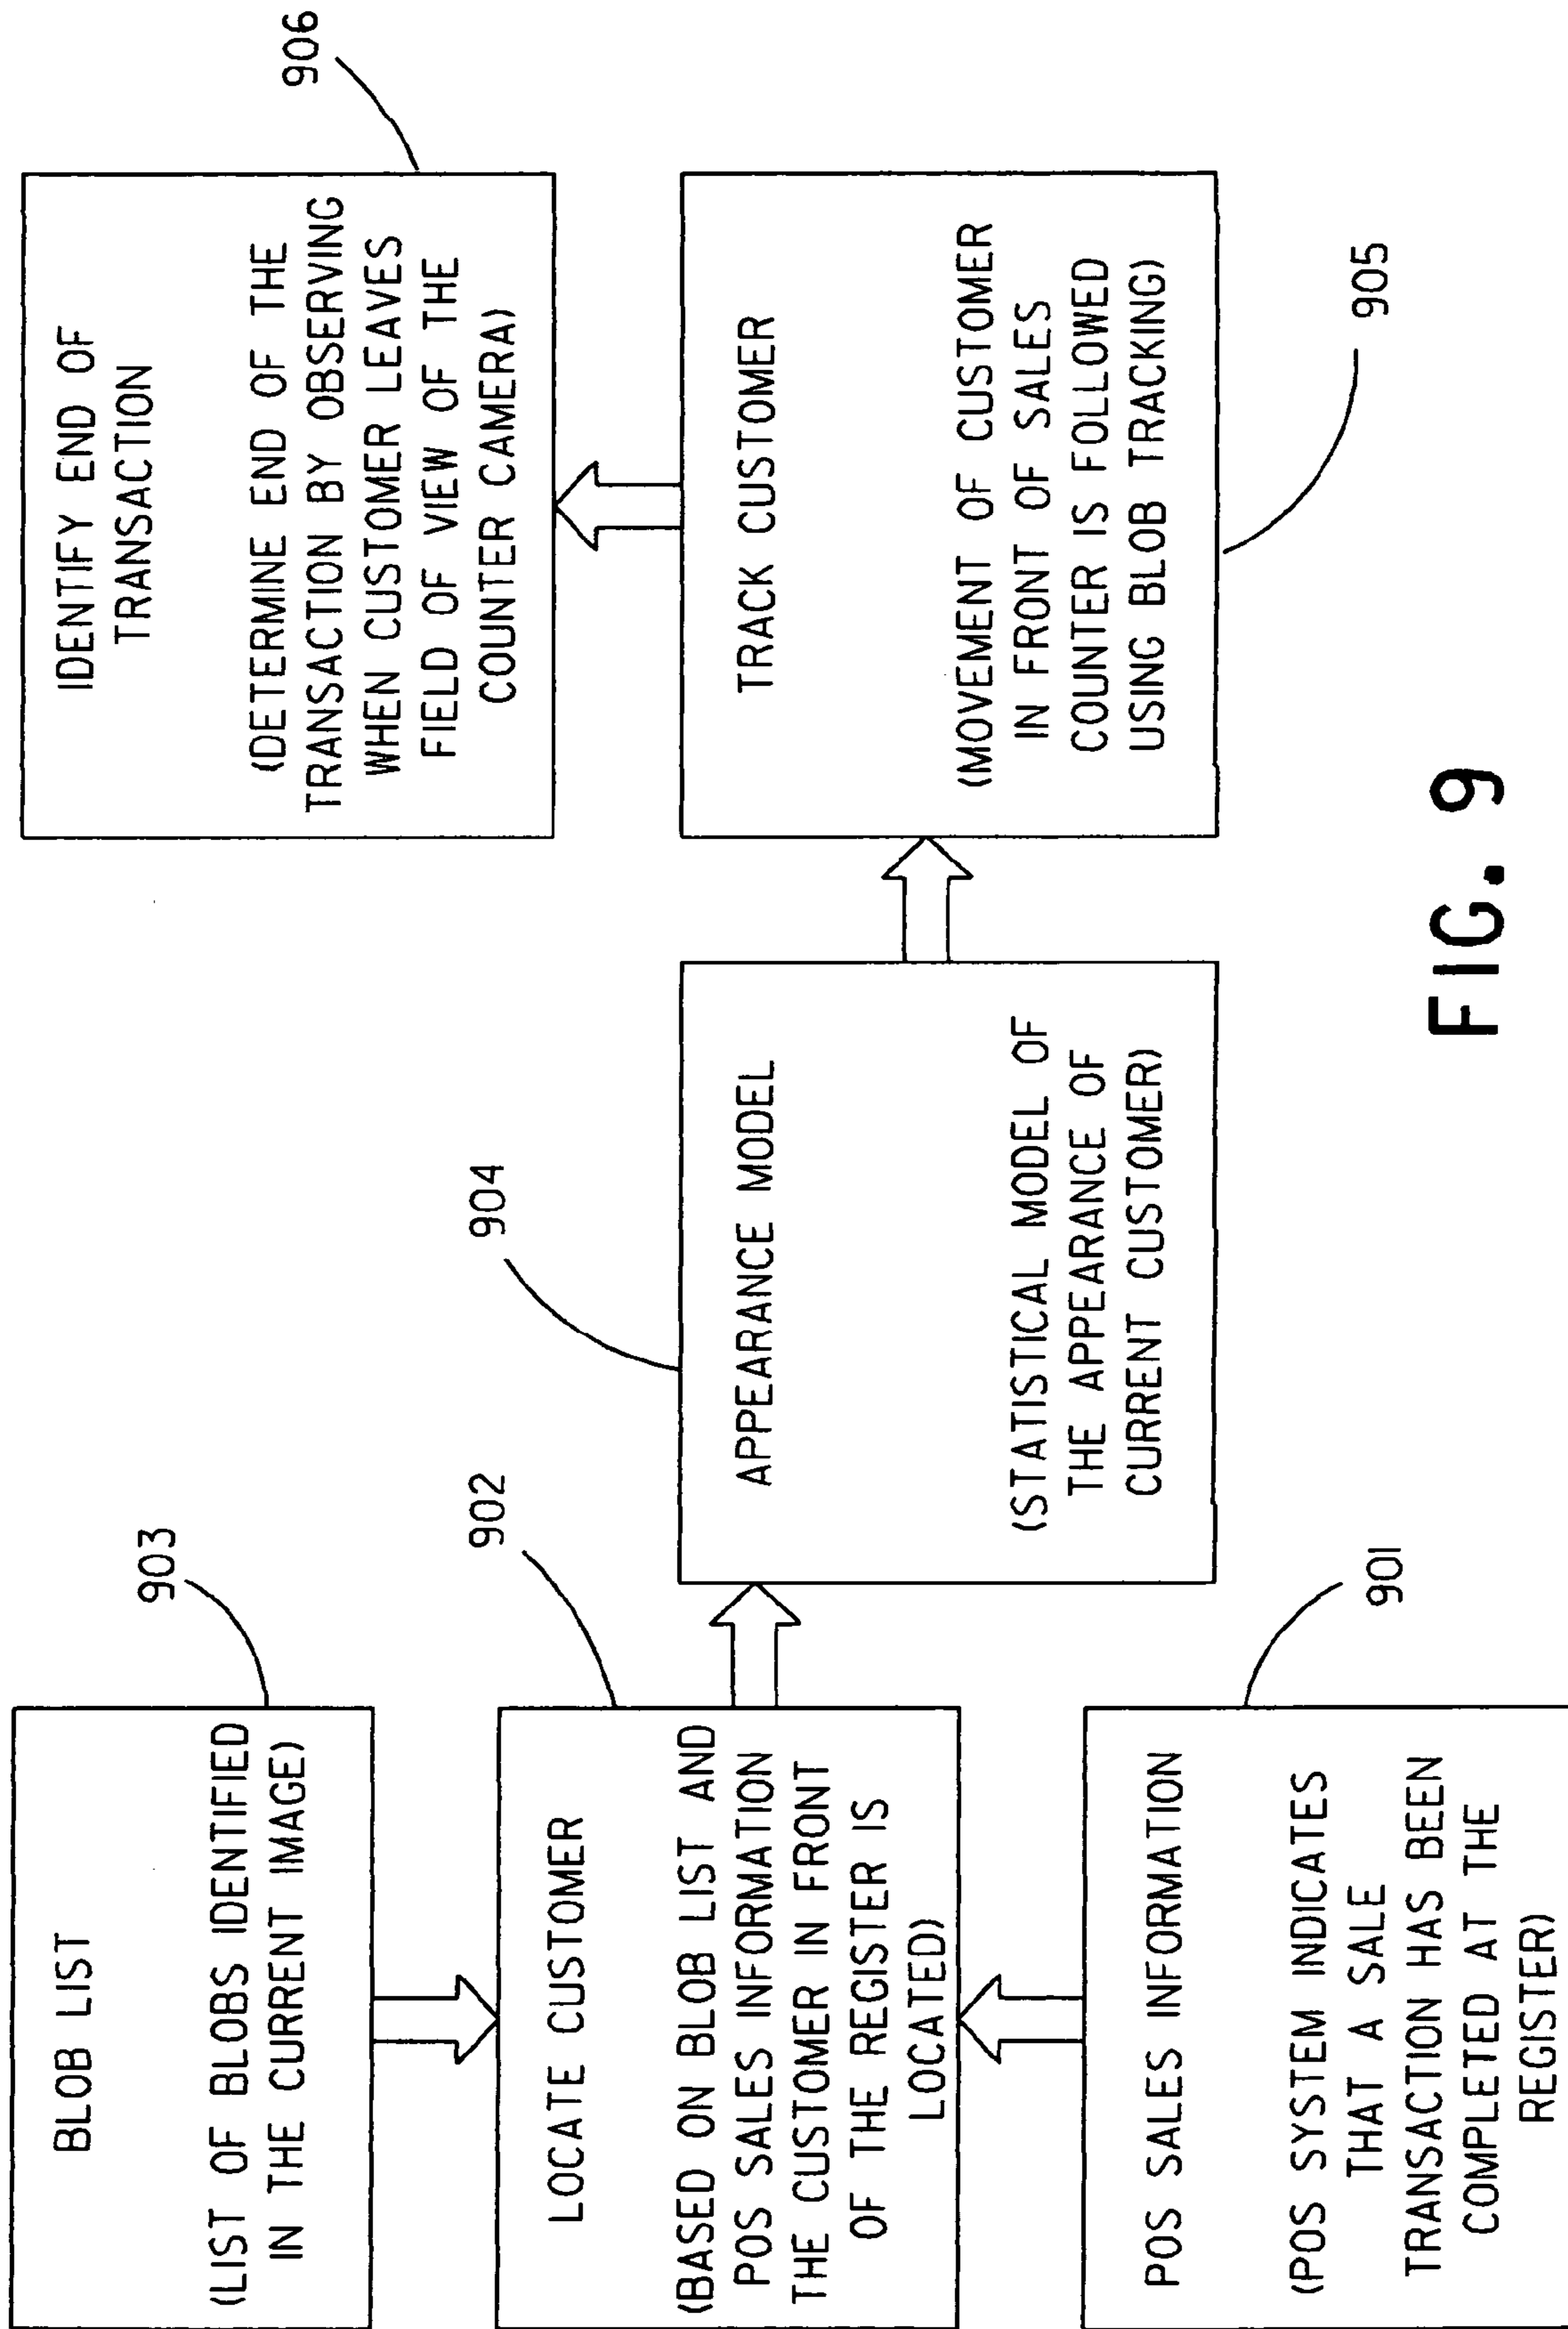 BLOB LIST
(LIST OF BLOBS IDENTIFIED
IN THE CURRENT IMAGE)
903
LOCATE CUSTOMER
(BASED ON BLOB LIST AND
POS SALES INFORMATION
THE CUSTOMER IN FRONT
OF THE REGISTER IS
LOCATED)
902
POS SALES INFORMATION
(POS SYSTEM INDICATES
THAT A SALE
TRANSACTION HAS BEEN
COMPLETED AT THE
REGISTER)
901
904
APPEARANCE MODEL
(STATISTICAL MODEL OF
THE APPEARANCE OF
CURRENT CUSTOMER)
IDENTIFY END OF
TRANSACTION
(DETERMINE END OF THE
TRANSACTION BY OBSERVING
WHEN CUSTOMER LEAVES
FIELD OF VIEW OF THE
COUNTER CAMERA)
906
TRACK CUSTOMER
(MOVEMENT OF CUSTOMER
IN FRONT OF SALES
COUNTER IS FOLLOWED
USING BLOB TRACKING)
905
FIG. 9